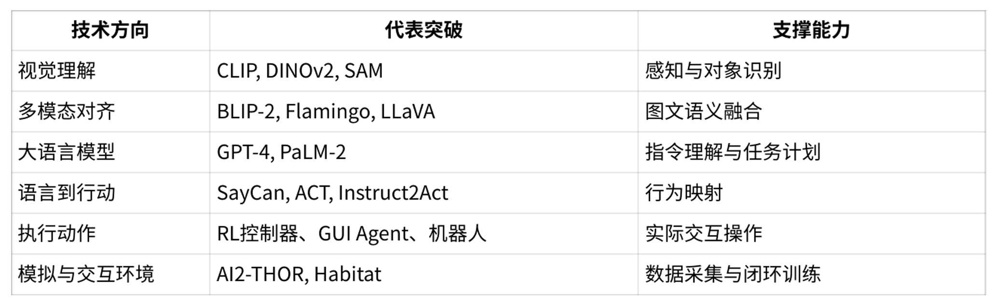 技术方向 代表突破 支撑能力
视觉理解 CLIP, DINOv2, SAM 感知与对象识别
多模态对齐 BLIP-2, Flamingo, LLaVA 图文语义融合
大语言模型 GPT-4, PaLM-2 指令理解与任务计划
语言到行动 SayCan, ACT, Instruct2Act 行为映射
执行动作 RL控制器、GUI Agent、机器人 实际交互操作
模拟与交互环境 AI2-THOR, Habitat 数据采集与闭环训练